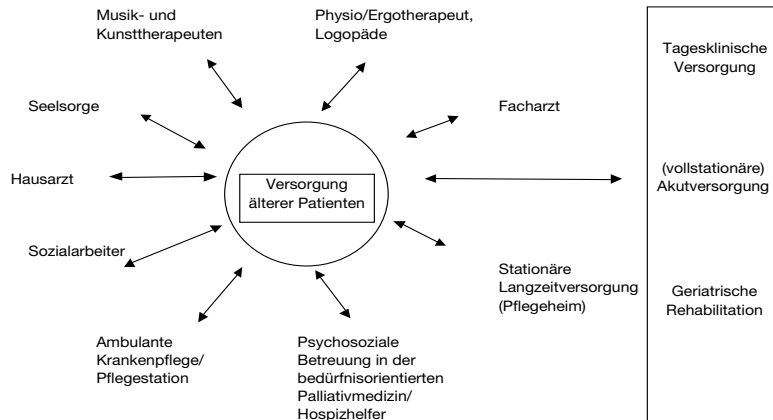 Musik- und
Kunsttherapeuten
Physio/Ergotherapeut,
Logopäde
Tagesklinische
Versorgung
Seelsorge
Facharzt
Hausarzt
Versorgung
älterer Patienten
(vollstationäre)
Akutversorgung
Sozialarbeiter
Stationäre
Langzeitversorgung
(Pflegeheim)
Geriatrische
Rehabilitation
Ambulante
Krankenpflege/
Pflegestation
Psychosoziale
Betreuung in der
bedürfnisorientierten
Palliativmedizin/
Hospizhelfer